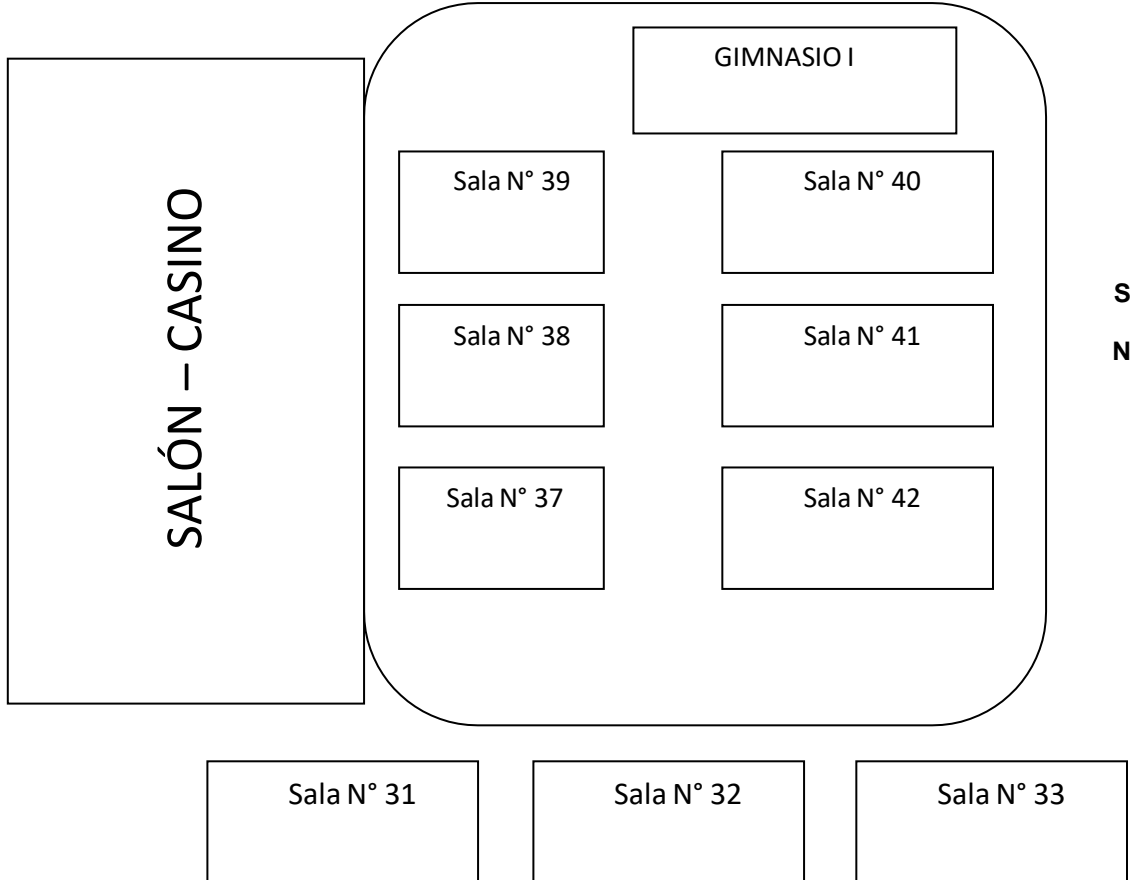 GIMNASIO I
SALÓN – CASINO
Sala N° 39
Sala N° 40
Sala N° 38
Sala N° 41
Sala N° 37
Sala N° 42
S
N
Sala N° 31
Sala N° 32
Sala N° 33